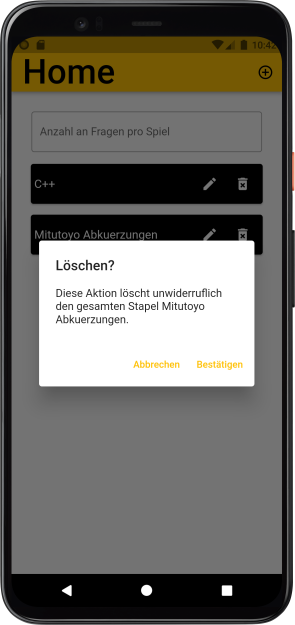 10:42
Home
Anzahl an Fragen pro Spiel
C++
Mitutoyo Abkuerzungen
Löschen?
Diese Aktion löscht unwiderruflich
den gesamten Stapel Mitutoyo
Abkuerzungen.
Abbrechen Bestätigen